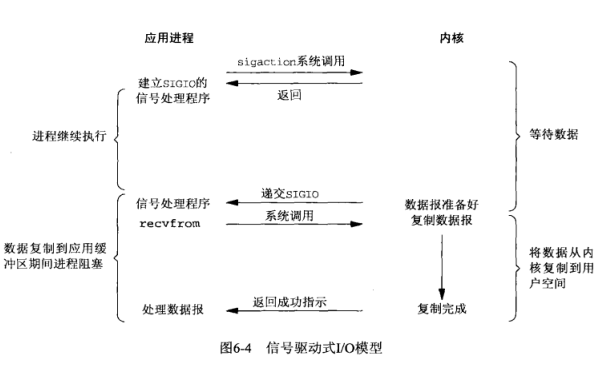 应用进程
内核
sigaction系统调用
建立SIGIO的
信号处理程序
返回
进程继续执行
等待数据
递交SIGIO
信号处理程序
数据报准备好
系统调用
recvfrom
复制数据报
数据复制到应用缓
冲区期间进程阻塞
将数据从内
核复制到用
户空间
返回成功指示
处理数据报
复制完成
图6-4 信号驱动式I/O模型